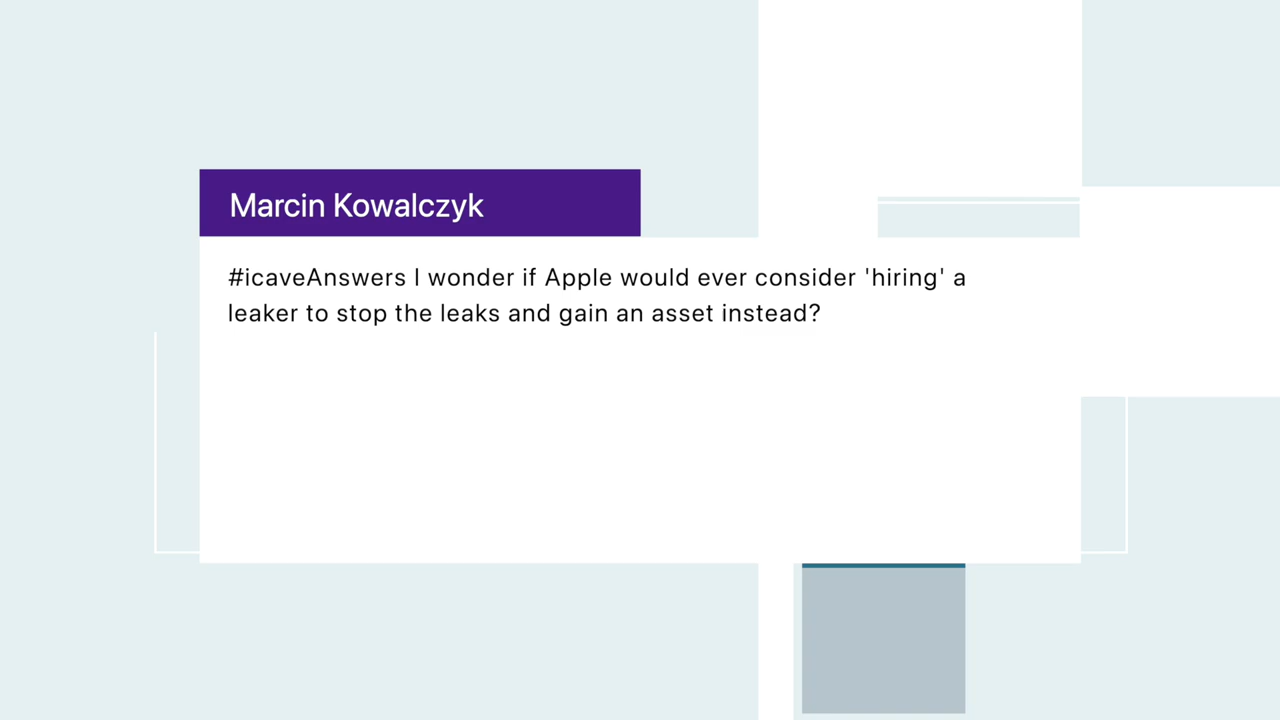 Marcin Kowalczyk
#icaveAnswers I wonder if Apple would ever consider 'hiring' a
leaker to stop the leaks and gain an asset instead?